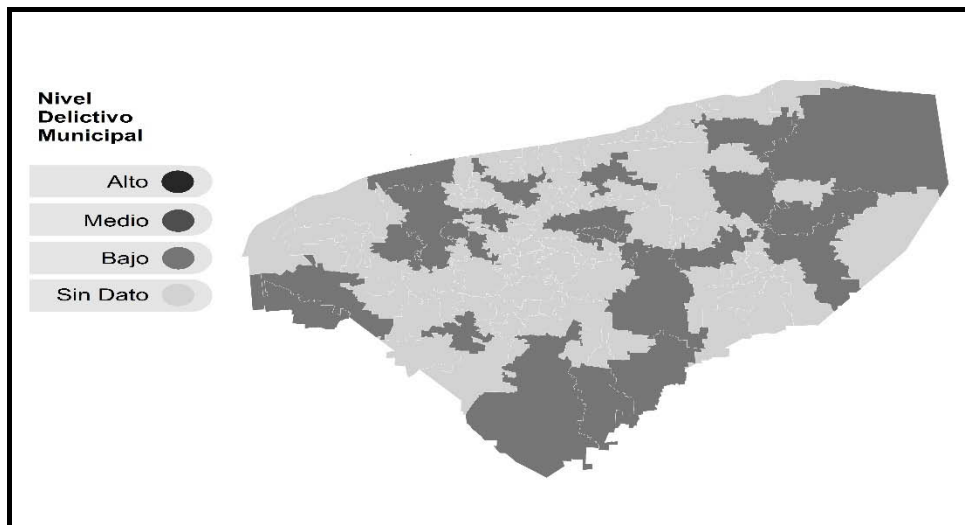 Nivel
Delictivo
Municipal
Alto
Medio
Bajo
Sin Dato